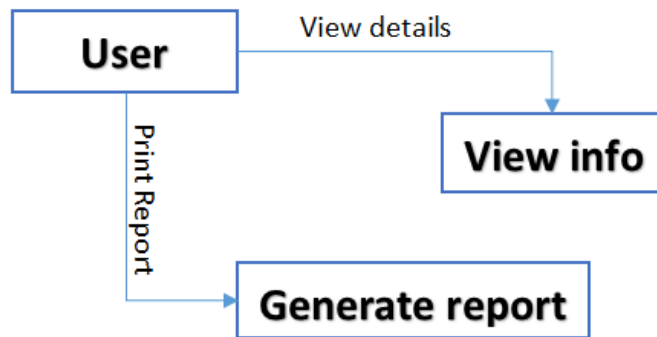 View details
User
View info
Print Report
Generate report